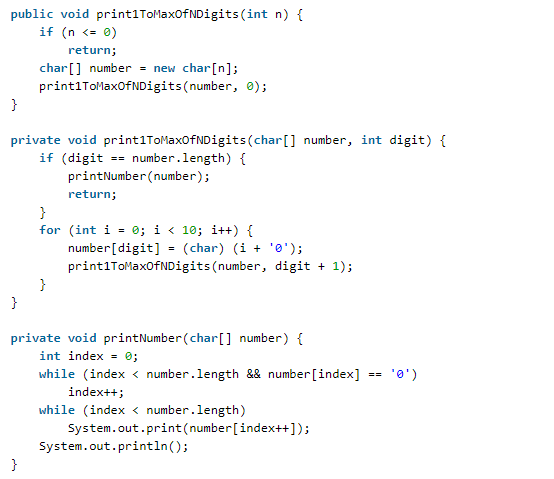 public void print1ToMaxOfNDigits(int n) {
    if (n <= 0)
        return;
    char[] number = new char[n];
    print1ToMaxOfNDigits(number, 0);
}

private void print1ToMaxOfNDigits(char[] number, int digit) {
    if (digit == number.length) {
        printNumber(number);
        return;
    }
    for (int i = 0; i < 10; i++) {
        number[digit] = (char) (i + '0');
        print1ToMaxOfNDigits(number, digit + 1);
    }
}

private void printNumber(char[] number) {
    int index = 0;
    while (index < number.length && number[index] == '0')
        index++;
    while (index < number.length)
        System.out.print(number[index++]);
    System.out.println();
}